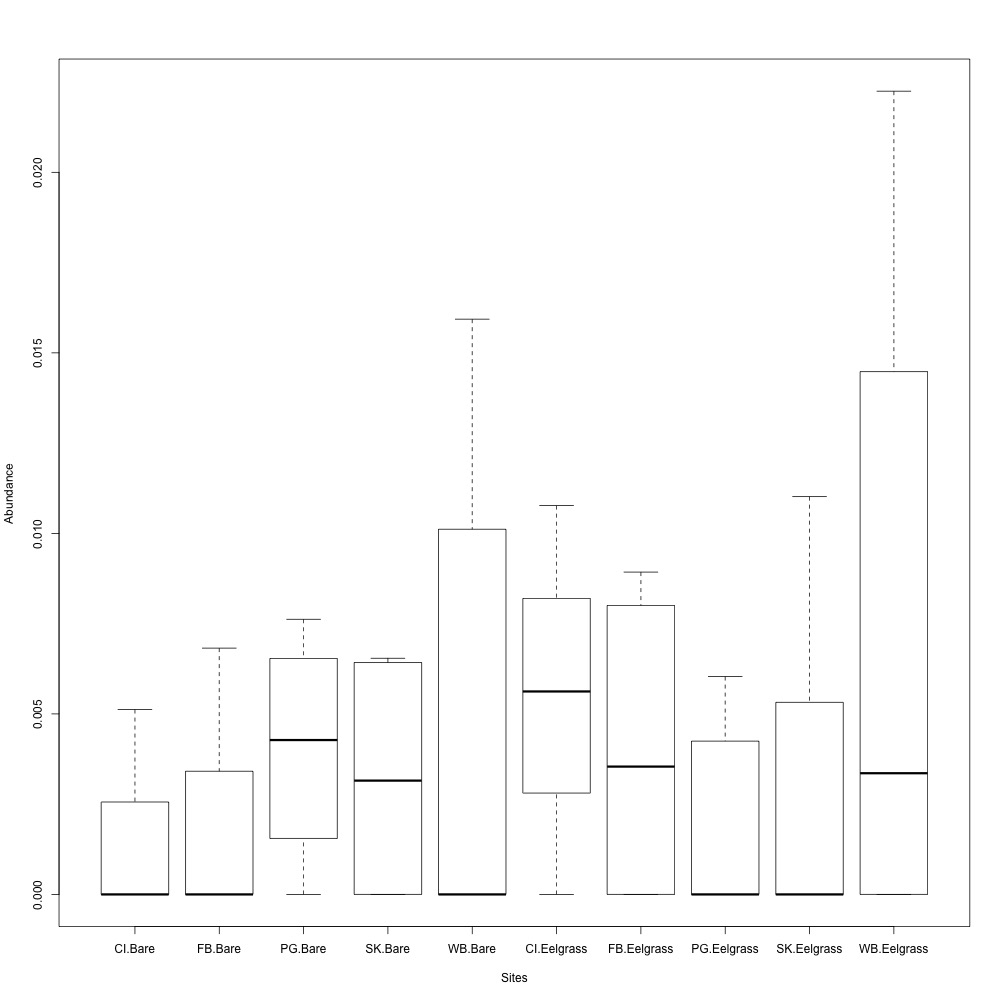 0.020
0.015
0.010
0.005
0.000
Abundance
CI.Bare FB.Bare PG.Bare SK.Bare WB.Bare CI.Eelgrass FB.Eelgrass PG.Eelgrass SK.Eelgrass WB.Eelgrass
Sites